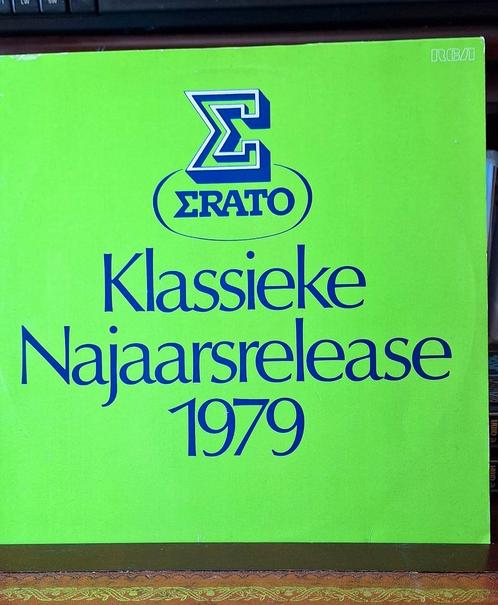 RCA
Σ
ΣRATO
Klassieke
Najaarsrelease
1979